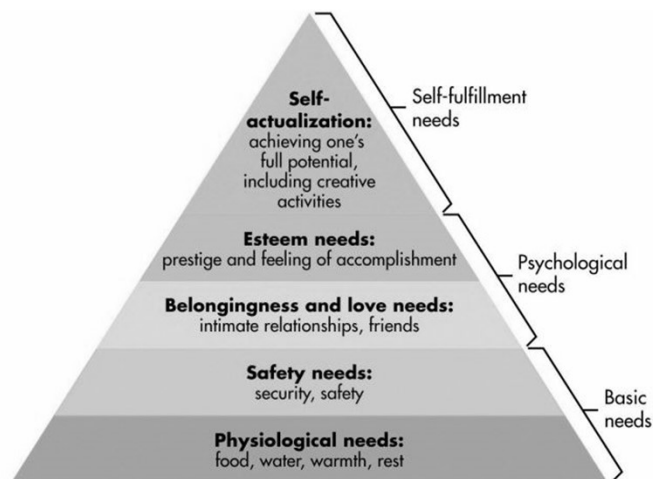 Self-
actualization:
achieving one's
full potential,
including creative
activities
Self-fulfillment
needs
Esteem needs:
prestige and feeling of accomplishment
Belongingness and love needs:
intimate relationships, friends
Psychological
needs
Safety needs:
security, safety
Physiological needs:
food, water, warmth, rest
Basic
needs